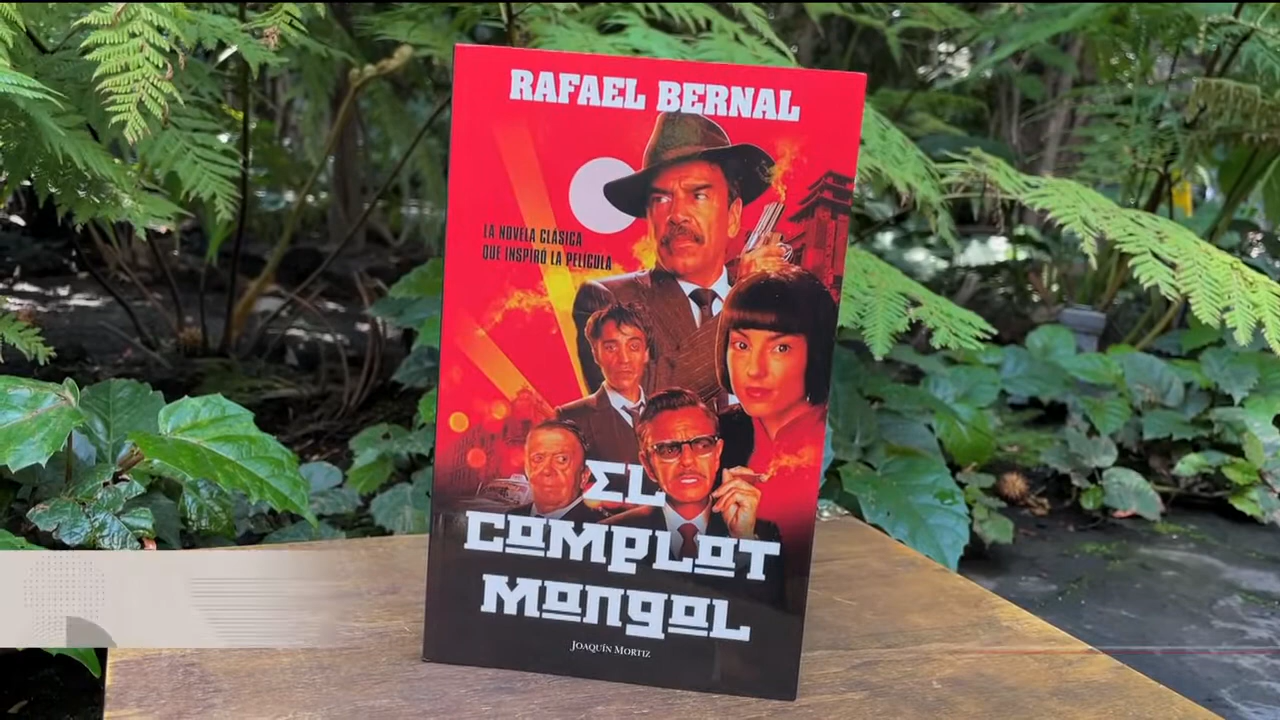 RAFAEL BERNAL
LA NOVELA CLÁSICA
QUE INSPIRÓ LA PELÍCULA
EL
COMPLOT
MONGOL
JOAQUÍN MORTIZ